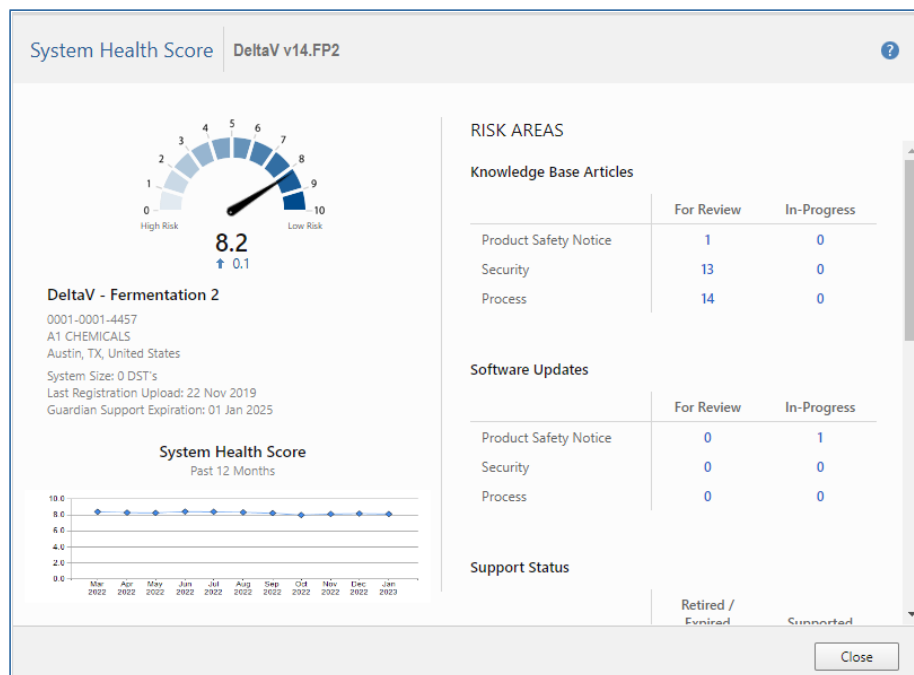 System Health Score DeltaV v14.FP2
?
0
1
2
3
4
5
6
7
8
9
10
High Risk
Low Risk
8.2
0.1
DeltaV - Fermentation 2
0001-0001-4457
A1 CHEMICALS
Austin, TX, United States
System Size: 0 DST's
Last Registration Upload: 22 Nov 2019
Guardian Support Expiration: 01 Jan 2025
System Health Score
Past 12 Months
10.0
8.0
6.0
4.0
2.0
0.0
Mar Apr May Jun Jul Aug Sep Oct Nov Dec Jan
2022 2022 2022 2022 2022 2022 2022 2022 2022 2022 2023
RISK AREAS
Knowledge Base Articles
For Review In-Progress
Product Safety Notice 1 0
Security 13 0
Process 14 0
Software Updates
For Review In-Progress
Product Safety Notice 0 1
Security 0 0
Process 0 0
Support Status
Retired /
Expired Supported
Close